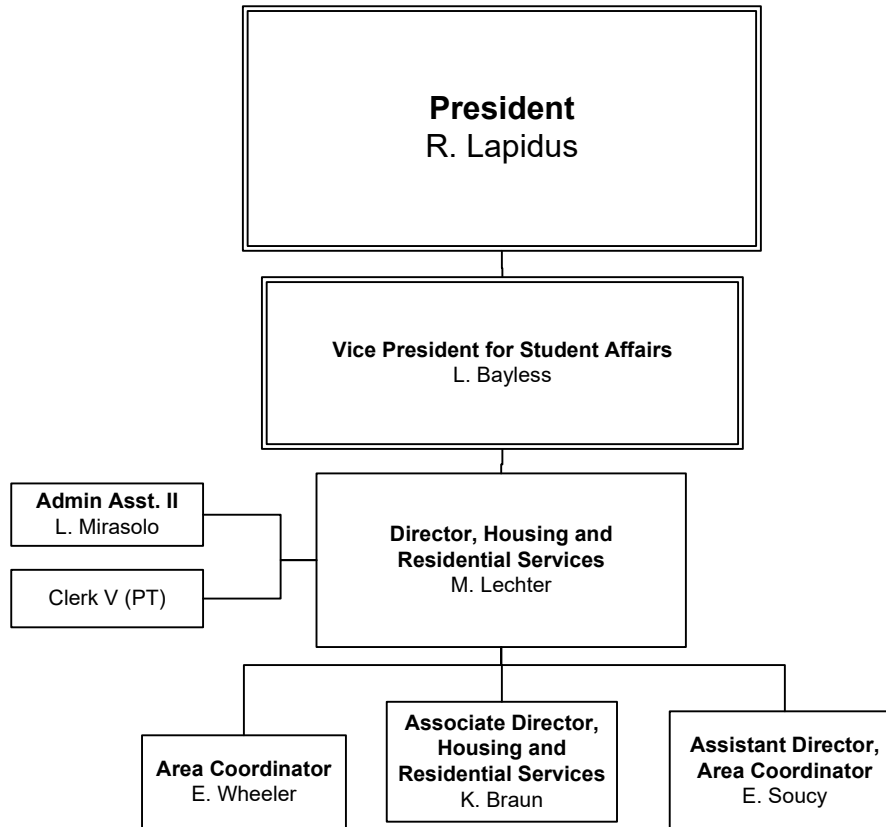 President
R. Lapidus
Vice President for Student Affairs
L. Bayless
Admin Asst. II
L. Mirasolo
Clerk V (PT)
Director, Housing and
Residential Services
M. Lechter
Area Coordinator
E. Wheeler
Associate Director,
Housing and
Residential Services
K. Braun
Assistant Director,
Area Coordinator
E. Soucy